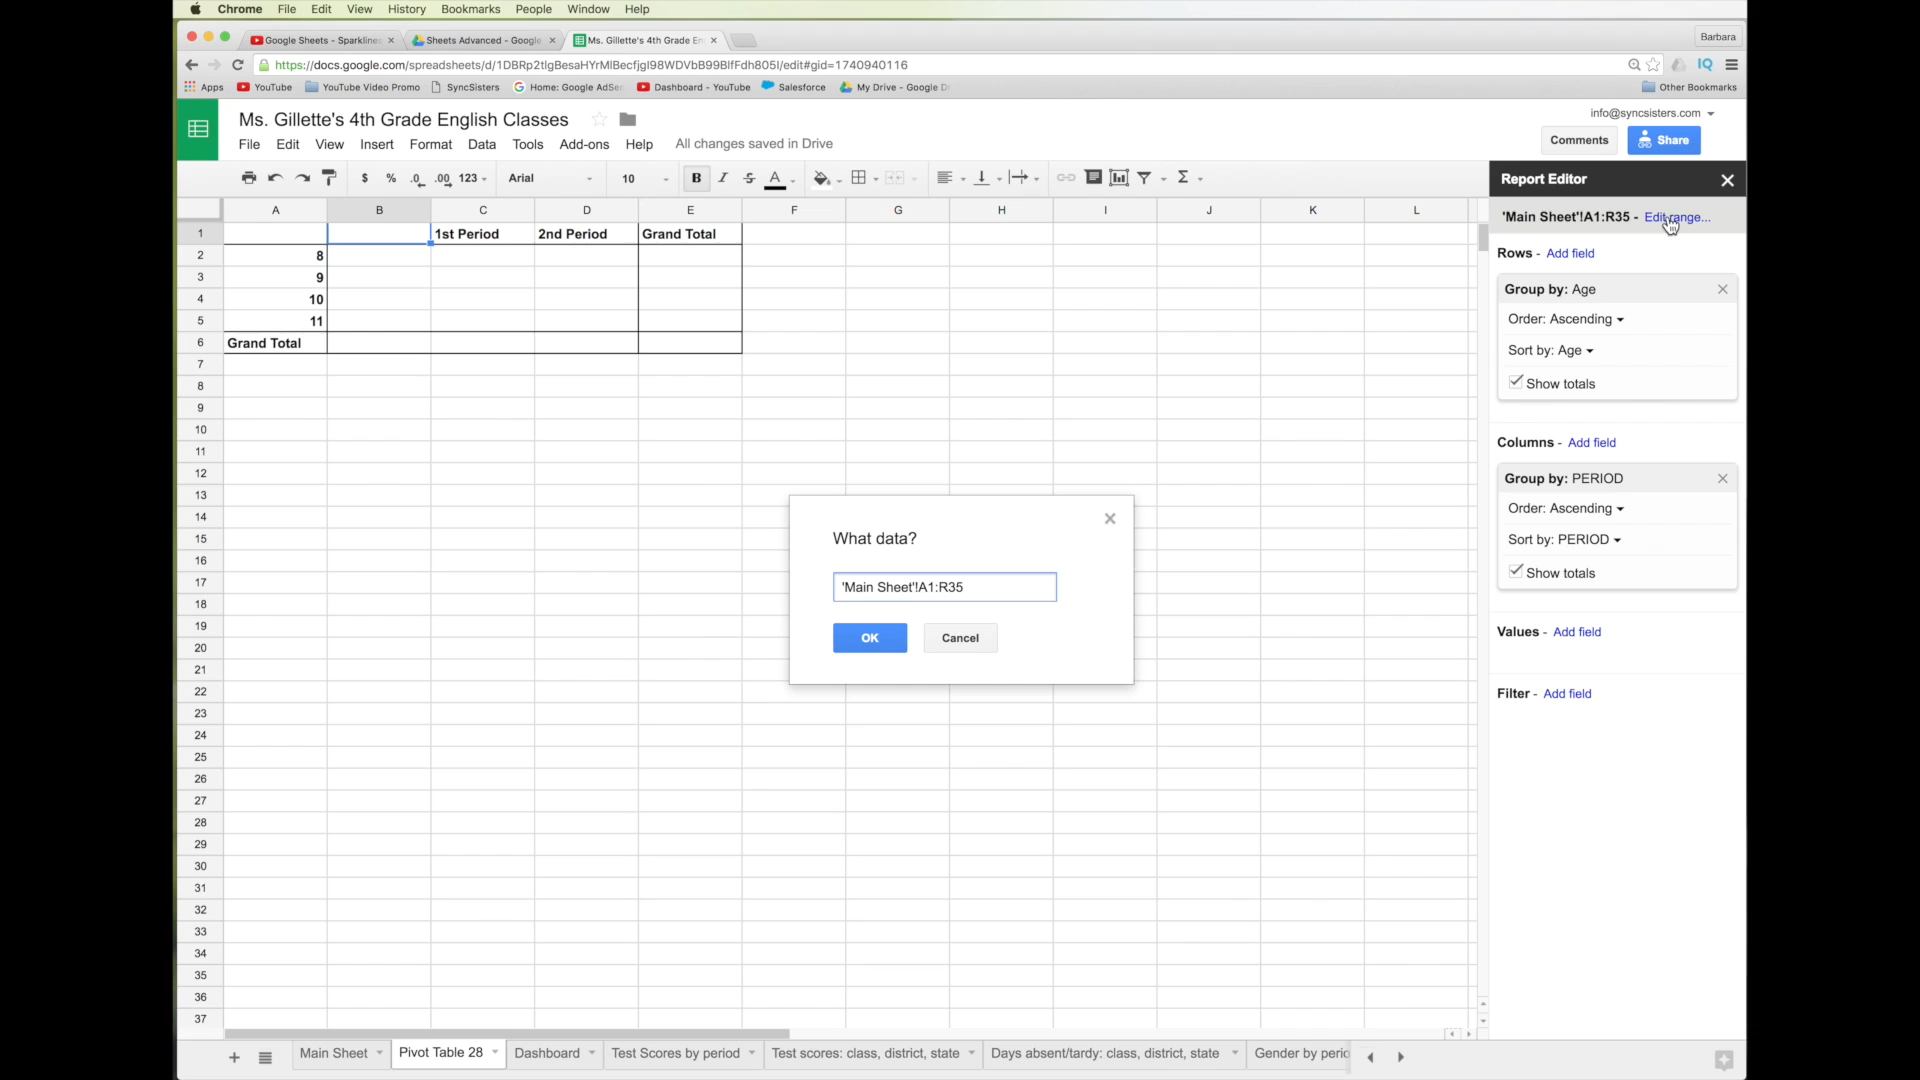 Chrome File Edit View History Bookmarks People Window Help
Google Sheets - Sparklines Sheets Advanced - Google Ms. Gillette's 4th Grade En Barbara
https://docs.google.com/spreadsheets/d/1DBRp2tlgBesaHYrMlBecfjgl98WDVbB99BlfFdh805I/edit#gid=1740940116 IQ
Apps YouTube YouTube Video Promo SyncSisters Home: Google AdSen Dashboard - YouTube Salesforce My Drive - Google D Other Bookmarks
Ms. Gillette's 4th Grade English Classes info@syncsisters.com
File Edit View Insert Format Data Tools Add-ons Help All changes saved in Drive Comments Share
$ % .0 .00 123 Arial 10 B I S A Σ
Report Editor
A B C D E F G H I J K L
'Main Sheet'!A1:R35 - Edit range...
1 1st Period 2nd Period Grand Total
2 8
3 9
4 10
5 11
6 Grand Total
7
8
9
10
11
12
13
14
15
16
17
18
19
20
21
22
23
24
25
26
27
28
29
30
31
32
33
34
35
36
37
Rows - Add field
Group by: Age
Order: Ascending
Sort by: Age
Show totals
Columns - Add field
Group by: PERIOD
Order: Ascending
Sort by: PERIOD
Show totals
Values - Add field
Filter - Add field
What data?
'Main Sheet'!A1:R35
OK Cancel
Main Sheet Pivot Table 28 Dashboard Test Scores by period Test scores: class, district, state Days absent/tardy: class, district, state Gender by perio